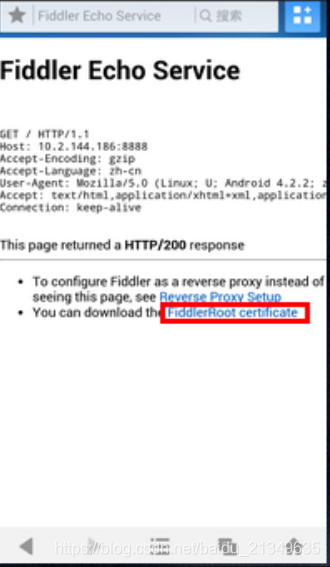 Fiddler Echo Service
搜索
Fiddler Echo Service
GET / HTTP/1.1
Host: 10.2.144.186:8888
Accept-Encoding: gzip
Accept-Language: zh-cn
User-Agent: Mozilla/5.0 (Linux; U; Android 4.2.2; z
Accept: text/html,application/xhtml+xml,application
Connection: keep-alive
This page returned a HTTP/200 response
• To configure Fiddler as a reverse proxy instead of
seeing this page, see Reverse Proxy Setup
• You can download the FiddlerRoot certificate
https://blog.csdn.net/baidu_21349635